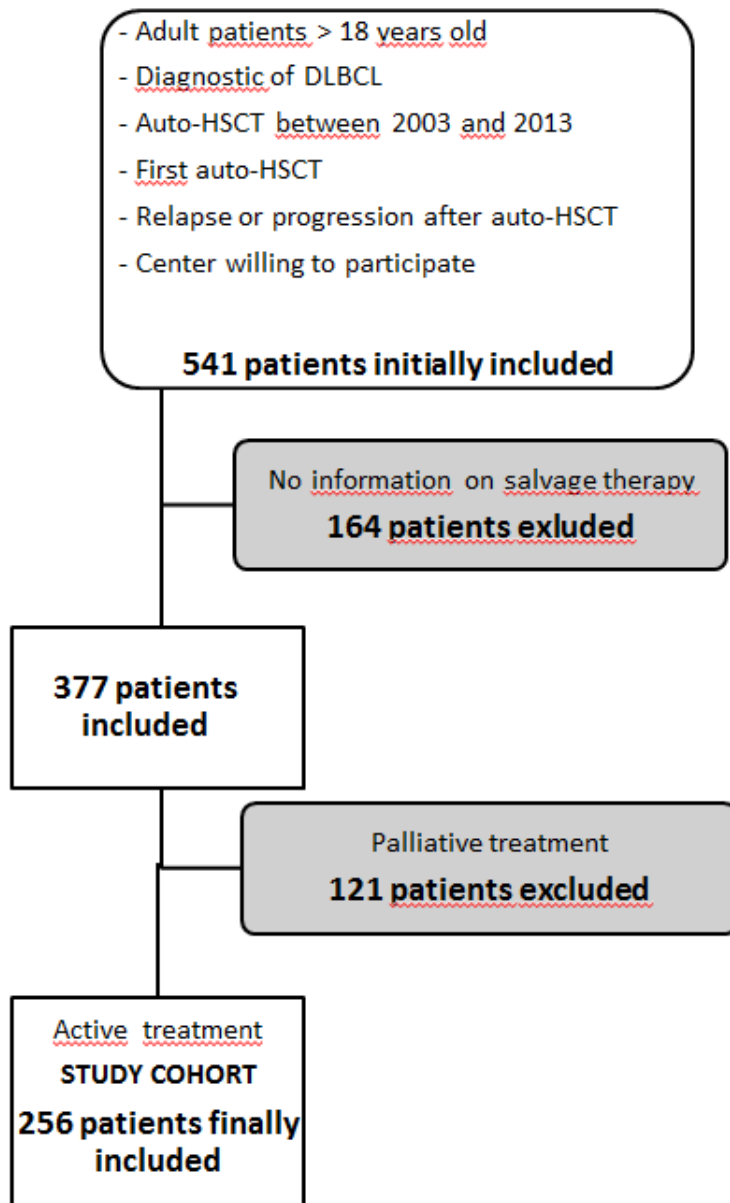 - Adult patients > 18 years old
- Diagnostic of DLBCL
- Auto-HSCT between 2003 and 2013
- First auto-HSCT
- Relapse or progression after auto-HSCT
- Center willing to participate
541 patients initially included
No information on salvage therapy
164 patients exluded
377 patients
included
Palliative treatment
121 patients excluded
Active treatment
STUDY COHORT
256 patients finally
included